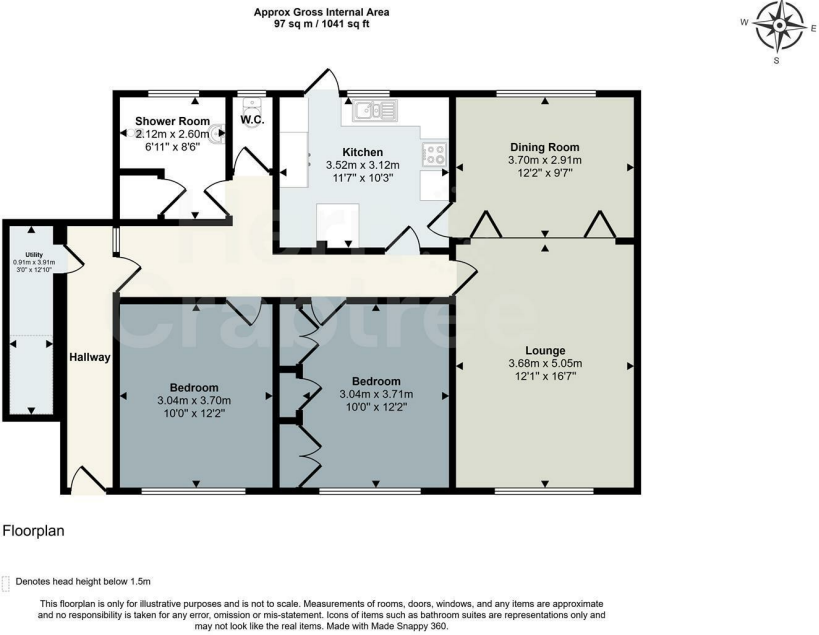 Approx Gross Internal Area
97 sq m / 1041 sq ft
W
E
S
Shower Room
2.12m x 2.60m
6'11" x 8'6"
W.C.
Kitchen
3.52m x 3.12m
11'7" x 10'3"
Dining Room
3.70m x 2.91m
12'2" x 9'7"
Utility
0.91m x 3.91m
3'0" x 12'10"
Hallway
Bedroom
3.04m x 3.70m
10'0" x 12'2"
Bedroom
3.04m x 3.71m
10'0" x 12'2"
Lounge
3.68m x 5.05m
12'1" x 16'7"
Crabtree
Floorplan
Denotes head height below 1.5m
This floorplan is only for illustrative purposes and is not to scale. Measurements of rooms, doors, windows, and any items are approximate
and no responsibility is taken for any error, omission or mis-statement. Icons of items such as bathroom suites are representations only and
may not look like the real items. Made with Made Snappy 360.